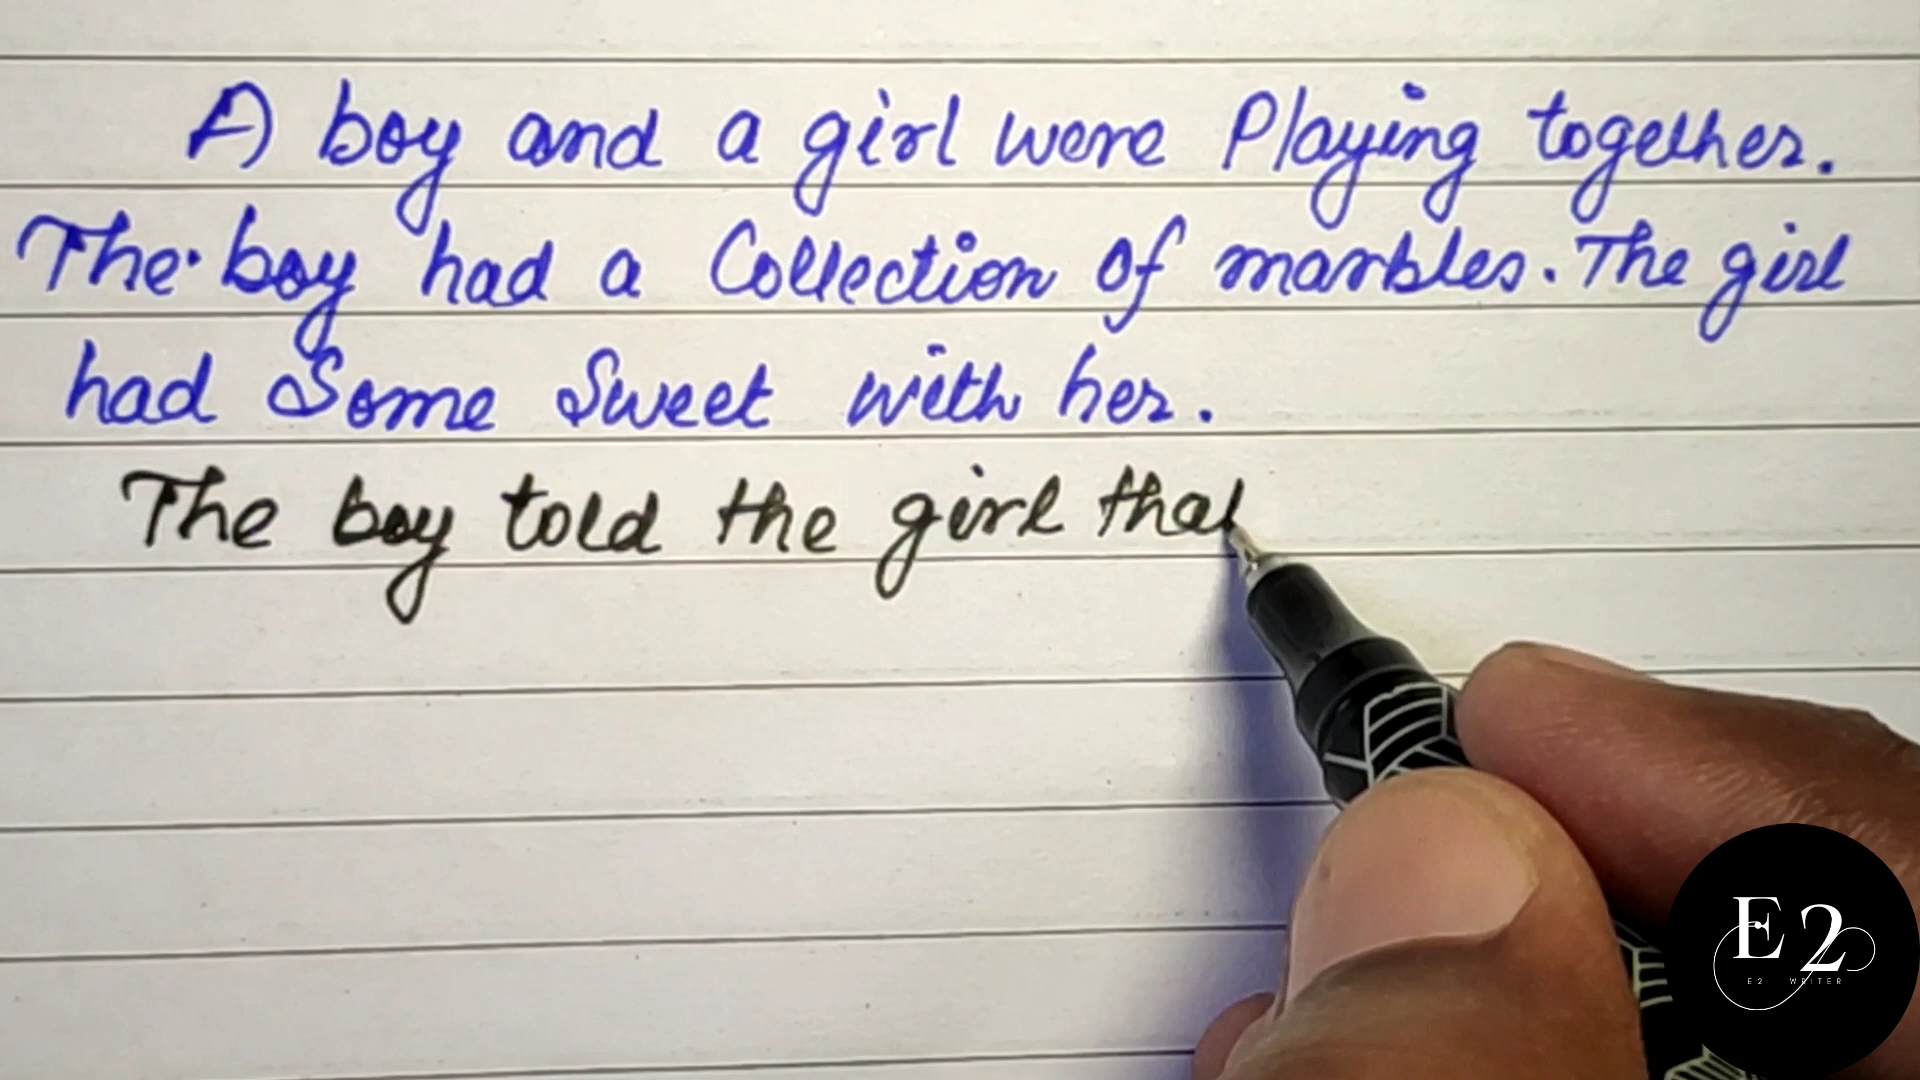 A boy and a girl were Playing together.
The boy had a Collection Of marbles. The girl
had Some Sweet with her.
The boy told the girl that
E2
E2 WRITER